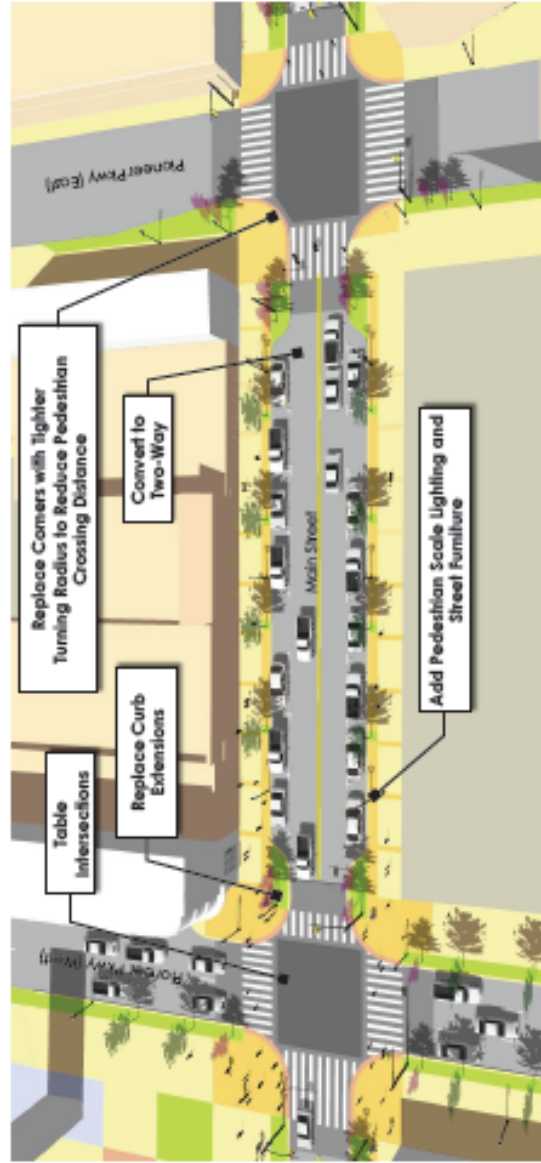 Table
Intersections
Replace Curb
Extensions
Replace Corners with Tighter
Turning Radius to Reduce Pedestrian
Crossing Distance
Convert to
Two-Way
Pioneer Pkwy (West)
Main Street
Pioneer Pkwy (East)
Add Pedestrian Scale Lighting and
Street Furniture